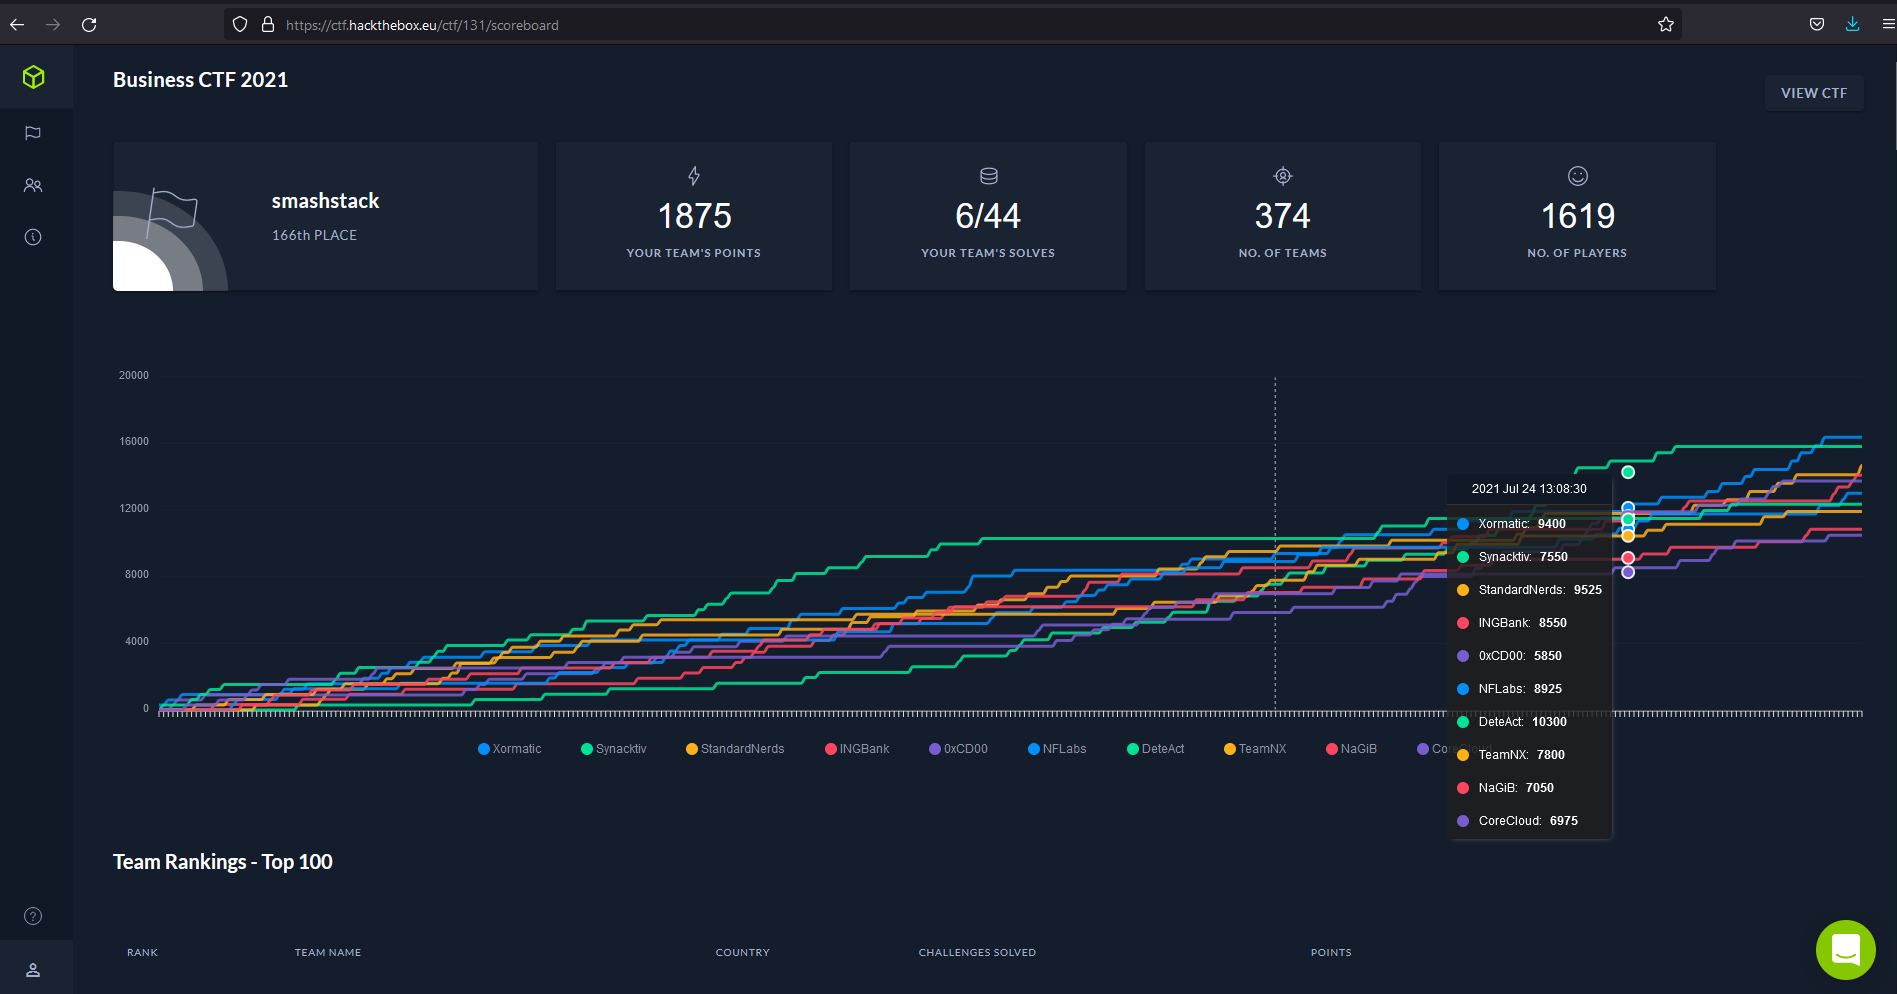 https://ctf.hackthebox.eu/ctf/131/scoreboard
Business CTF 2021
VIEW CTF
smashstack
166th PLACE
1875
YOUR TEAM'S POINTS
6/44
YOUR TEAM'S SOLVES
374
NO. OF TEAMS
1619
NO. OF PLAYERS
20000
16000
12000
8000
4000
0
2021 Jul 24 13:08:30
Xormatic: 9400
Synacktiv: 7550
StandardNerds: 9525
INGBank: 8550
0xCD00: 5850
NFLabs: 8925
DeteAct: 10300
TeamNX: 7800
NaGiB: 7050
CoreCloud: 6975
Xormatic Synacktiv StandardNerds INGBank 0xCD00 NFLabs DeteAct TeamNX NaGiB CoreCloud
Team Rankings - Top 100
RANK TEAM NAME COUNTRY CHALLENGES SOLVED POINTS